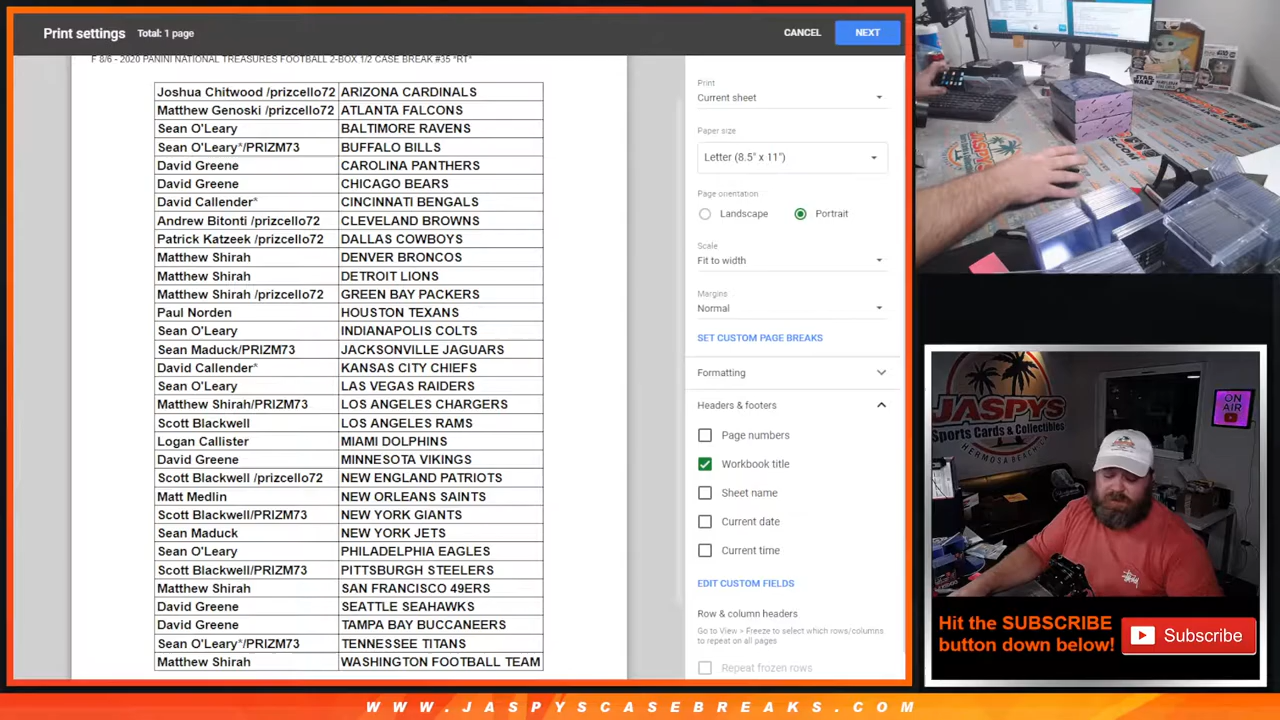 Print settings Total: 1 page CANCEL NEXT
F 8/6 - 2020 PANINI NATIONAL TREASURES FOOTBALL 2-BOX 1/2 CASE BREAK #35 *RT*
Joshua Chitwood /prizcello72 ARIZONA CARDINALS
Matthew Genoski /prizcello72 ATLANTA FALCONS
Sean O'Leary BALTIMORE RAVENS
Sean O'Leary*/PRIZM73 BUFFALO BILLS
David Greene CAROLINA PANTHERS
David Greene CHICAGO BEARS
David Callender* CINCINNATI BENGALS
Andrew Bitonti /prizcello72 CLEVELAND BROWNS
Patrick Katzeek /prizcello72 DALLAS COWBOYS
Matthew Shirah DENVER BRONCOS
Matthew Shirah DETROIT LIONS
Matthew Shirah /prizcello72 GREEN BAY PACKERS
Paul Norden HOUSTON TEXANS
Sean O'Leary INDIANAPOLIS COLTS
Sean Maduck/PRIZM73 JACKSONVILLE JAGUARS
David Callender* KANSAS CITY CHIEFS
Sean O'Leary LAS VEGAS RAIDERS
Matthew Shirah/PRIZM73 LOS ANGELES CHARGERS
Scott Blackwell LOS ANGELES RAMS
Logan Callister MIAMI DOLPHINS
David Greene MINNESOTA VIKINGS
Scott Blackwell /prizcello72 NEW ENGLAND PATRIOTS
Matt Medlin NEW ORLEANS SAINTS
Scott Blackwell/PRIZM73 NEW YORK GIANTS
Sean Maduck NEW YORK JETS
Sean O'Leary PHILADELPHIA EAGLES
Scott Blackwell/PRIZM73 PITTSBURGH STEELERS
Matthew Shirah SAN FRANCISCO 49ERS
David Greene SEATTLE SEAHAWKS
David Greene TAMPA BAY BUCCANEERS
Sean O'Leary*/PRIZM73 TENNESSEE TITANS
Matthew Shirah WASHINGTON FOOTBALL TEAM
Print
Current sheet
Paper size
Letter (8.5" x 11")
Page orientation
Landscape Portrait
Scale
Fit to width
Margins
Normal
SET CUSTOM PAGE BREAKS
Formatting
Headers & footers
Page numbers
Workbook title
Sheet name
Current date
Current time
EDIT CUSTOM FIELDS
Row & column headers
Go to View > Freeze to select which rows/columns
to repeat on all pages
Repeat frozen rows
JASPYS
STAR WARS
JASPYS
Sports Cards & Collectibles
HERMOSA BEACH
ON
AIR
Hit the SUBSCRIBE
button down below!
Subscribe
WWW.JASPYSCASEBREAKS.COM